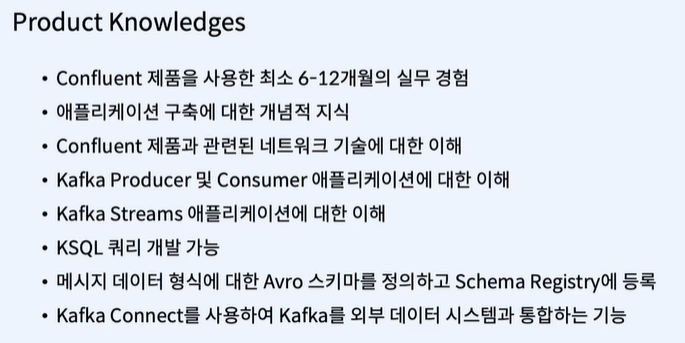 Product Knowledges
• Confluent 제품을 사용한 최소 6-12개월의 실무 경험
• 애플리케이션 구축에 대한 개념적 지식
• Confluent 제품과 관련된 네트워크 기술에 대한 이해
• Kafka Producer 및 Consumer 애플리케이션에 대한 이해
• Kafka Streams 애플리케이션에 대한 이해
• KSQL 쿼리 개발 가능
• 메시지 데이터 형식에 대한 Avro 스키마를 정의하고 Schema Registry에 등록
• Kafka Connect를 사용하여 Kafka를 외부 데이터 시스템과 통합하는 기능